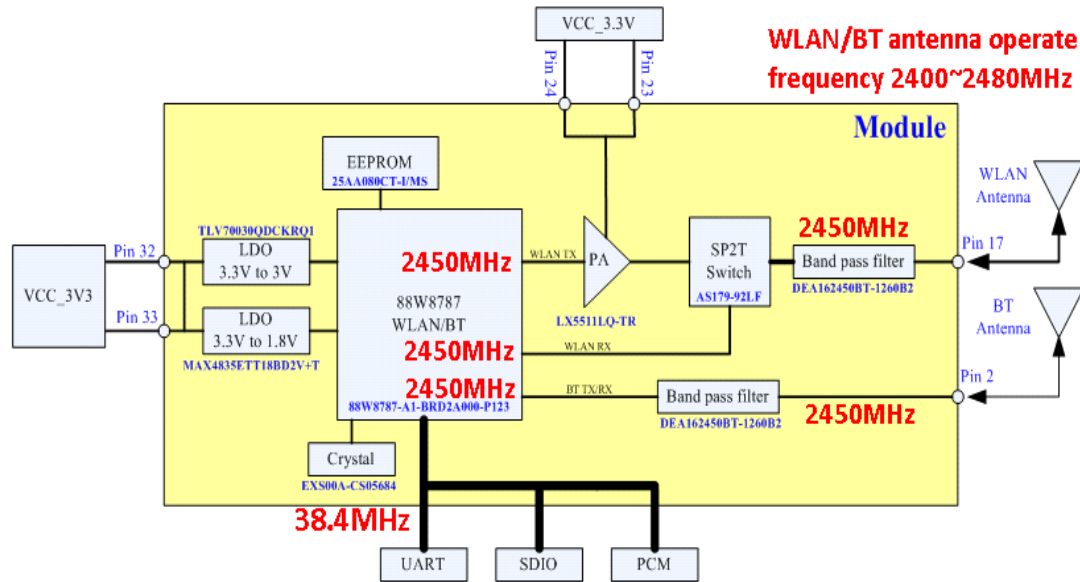 VCC_3.3V
WLAN/BT antenna operate
frequency 2400~2480MHz
Pin 24
Pin 23
Module
EEPROM
25AA080CT-I/MS
WLAN
Antenna
TLV70030QDCKRQ1
Pin 32
LDO
3.3V to 3V
2450MHz
WLAN TX
PA
SP2T
Switch
AS179-92LF
2450MHz
Band pass filter
DEA162450BT-1260B2
Pin 17
VCC_3V3
88W8787
WLAN/BT
LX5511LQ-TR
BT
Antenna
Pin 33
LDO
3.3V to 1.8V
MAX4835ETT18BD2V+T
2450MHz
WLAN RX
2450MHz
BT TX/RX
Band pass filter
DEA162450BT-1260B2
2450MHz
Pin 2
88W8787-A1-BRD2A000-P123
Crystal
EXS00A-CS05684
38.4MHz
UART
SDIO
PCM